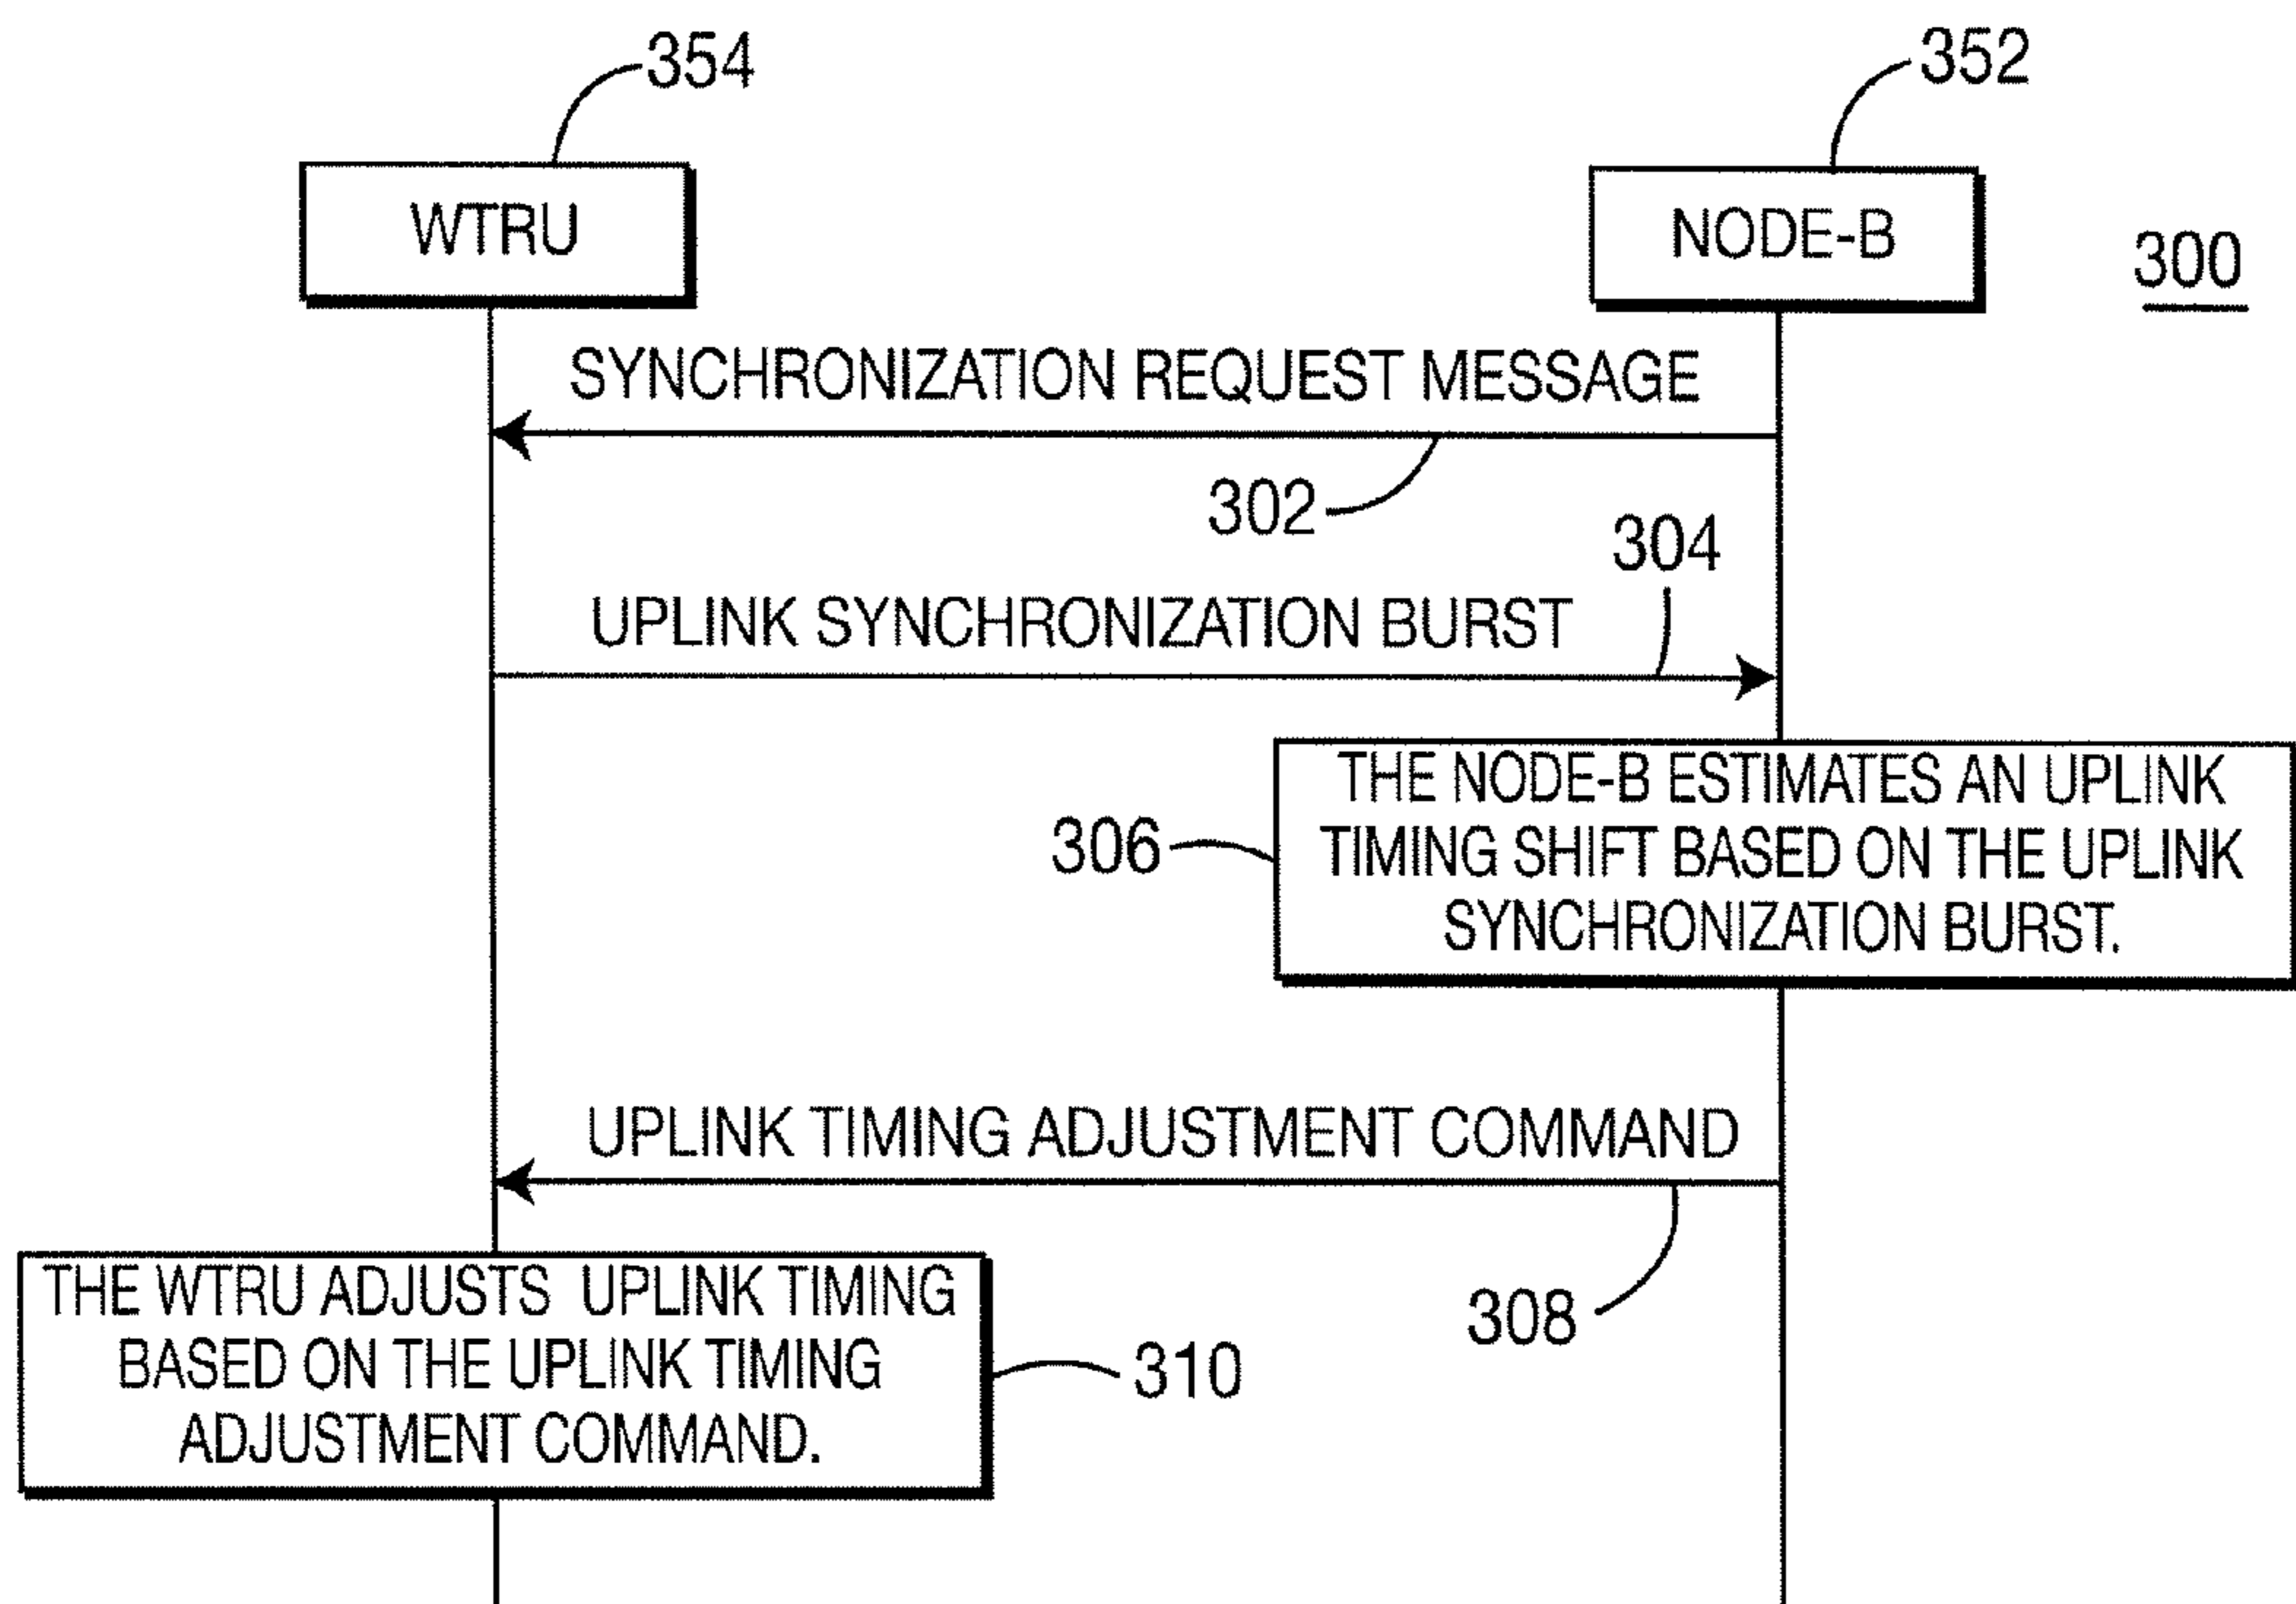 354
352
WTRU
NODE-B
300
SYNCHRONIZATION REQUEST MESSAGE
302
304
UPLINK SYNCHRONIZATION BURST
THE NODE-B ESTIMATES AN UPLINK
306
TIMING SHIFT BASED ON THE UPLINK
SYNCHRONIZATION BURST.
UPLINK TIMING ADJUSTMENT COMMAND
308
THE WTRU ADJUSTS UPLINK TIMING
BASED ON THE UPLINK TIMING
310
ADJUSTMENT COMMAND.